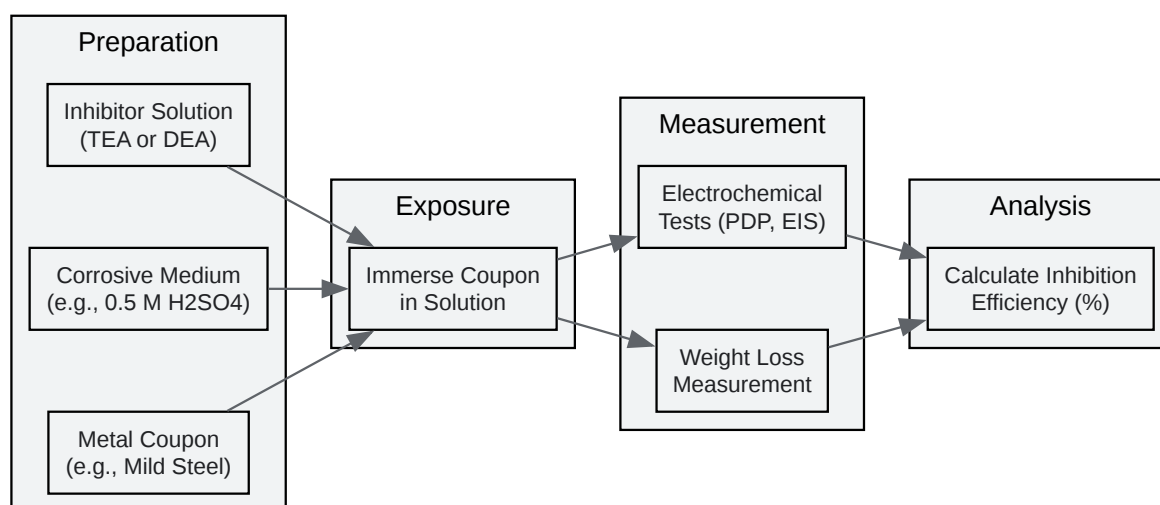 Preparation
Inhibitor Solution
(TEA or DEA)
Corrosive Medium
(e.g., 0.5 M H2SO4)
Metal Coupon
(e.g., Mild Steel)
Exposure
Immerse Coupon
in Solution
Measurement
Electrochemical
Tests (PDP, EIS)
Weight Loss
Measurement
Analysis
Calculate Inhibition
Efficiency (%)